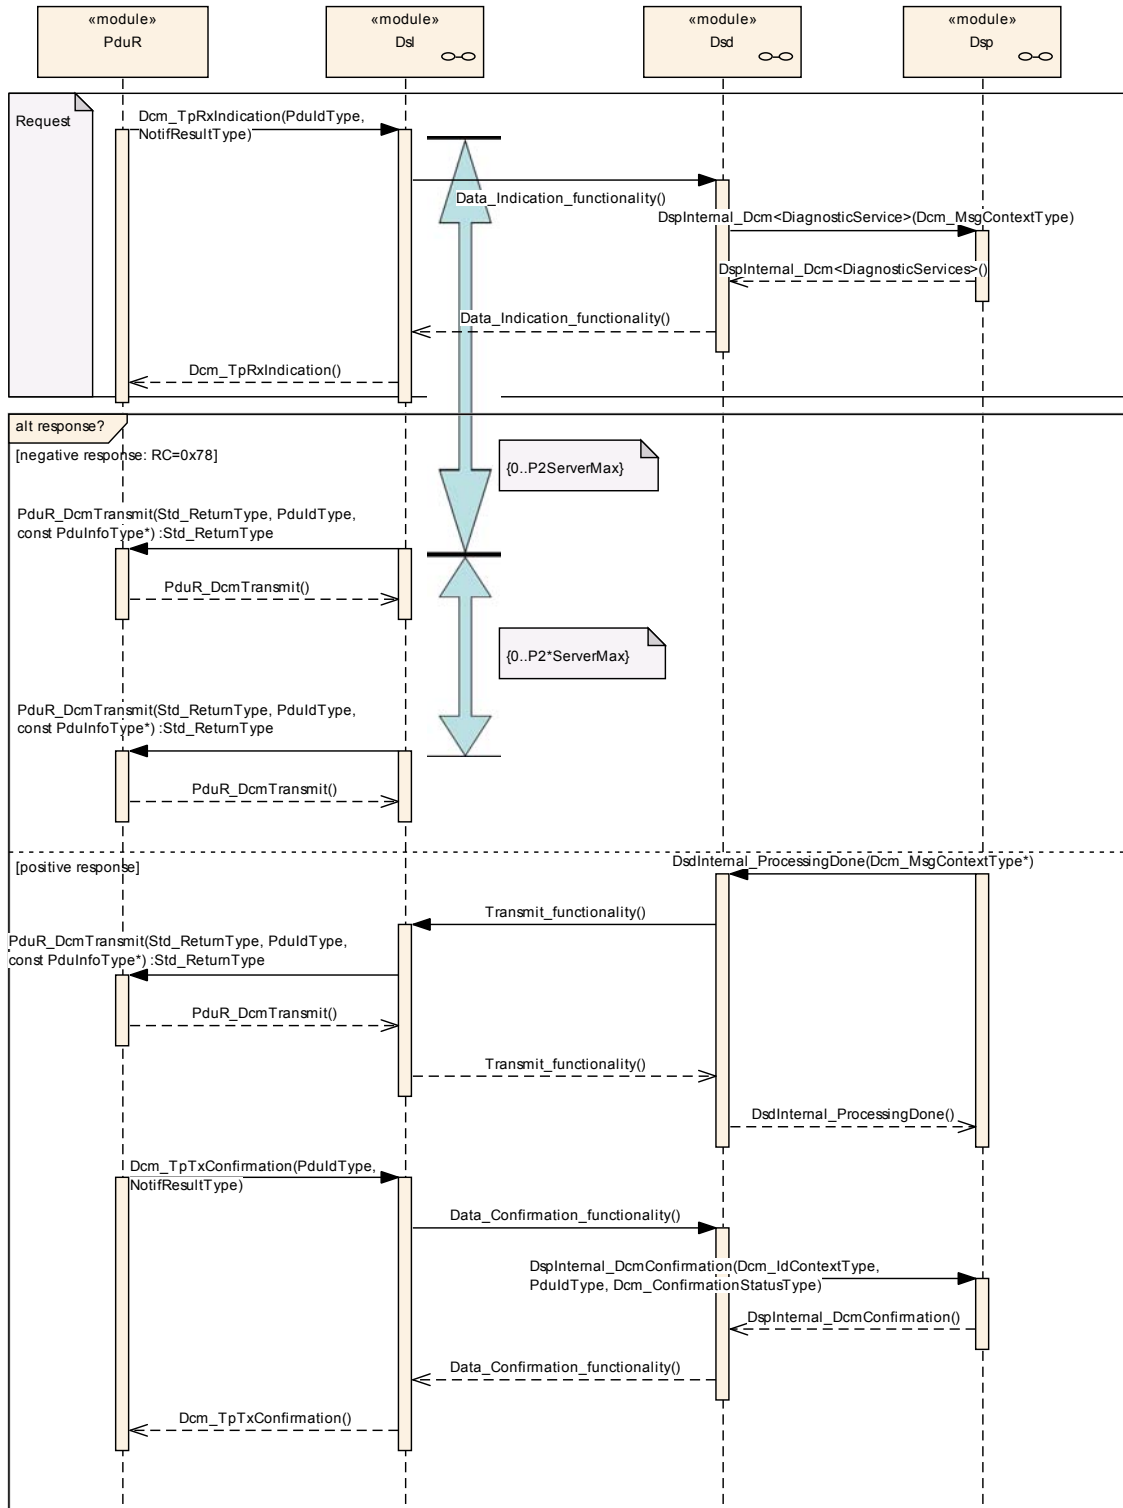 «module»
PduR
«module»
Dsl
«module»
Dsd
«module»
Dsp
Request
Dcm_TpRxIndication(PduIdType,
NotifResultType)
Data_Indication_functionality()
DspInternal_Dcm<DiagnosticService>(Dcm_MsgContextType)
DspInternal_Dcm<DiagnosticServices>()
Data_Indication_functionality()
Dcm_TpRxIndication()
alt response?
[negative response: RC=0x78]
{0..P2ServerMax}
PduR_DcmTransmit(Std_ReturnType, PduIdType,
const PduInfoType*) :Std_ReturnType
PduR_DcmTransmit()
{0..P2*ServerMax}
PduR_DcmTransmit(Std_ReturnType, PduIdType,
const PduInfoType*) :Std_ReturnType
PduR_DcmTransmit()
[positive response]
DsdInternal_ProcessingDone(Dcm_MsgContextType*)
Transmit_functionality()
PduR_DcmTransmit(Std_ReturnType, PduIdType,
const PduInfoType*) :Std_ReturnType
PduR_DcmTransmit()
Transmit_functionality()
DsdInternal_ProcessingDone()
Dcm_TpTxConfirmation(PduIdType,
NotifResultType)
Data_Confirmation_functionality()
DspInternal_DcmConfirmation(Dcm_IdContextType,
PduIdType, Dcm_ConfirmationStatusType)
DspInternal_DcmConfirmation()
Data_Confirmation_functionality()
Dcm_TpTxConfirmation()